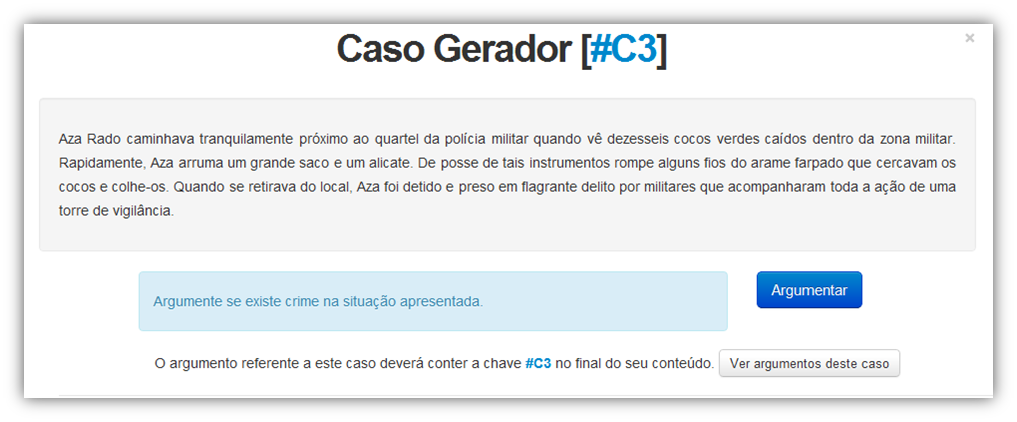 Caso Gerador [#C3]
×
Aza Rado caminhava tranquilamente próximo ao quartel da polícia militar quando vê dezesseis cocos verdes caídos dentro da zona militar.
Rapidamente, Aza arruma um grande saco e um alicate. De posse de tais instrumentos rompe alguns fios do arame farpado que cercavam os
cocos e colhe-os. Quando se retirava do local, Aza foi detido e preso em flagrante delito por militares que acompanharam toda a ação de uma
torre de vigilância.
Argumente se existe crime na situação apresentada.
Argumentar
O argumento referente a este caso deverá conter a chave #C3 no final do seu conteúdo.
Ver argumentos deste caso